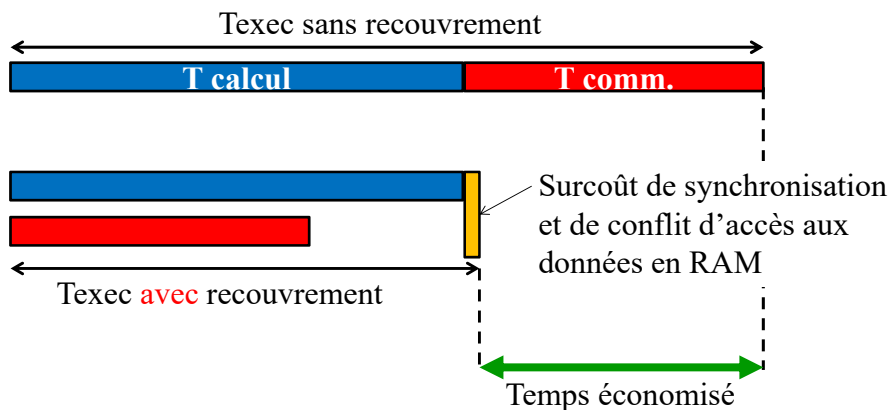 Texec sans recouvrement
T calcul T comm.
Surcoût de synchronisation
et de conflit d’accès aux
données en RAM
Texec avec recouvrement
Temps économisé